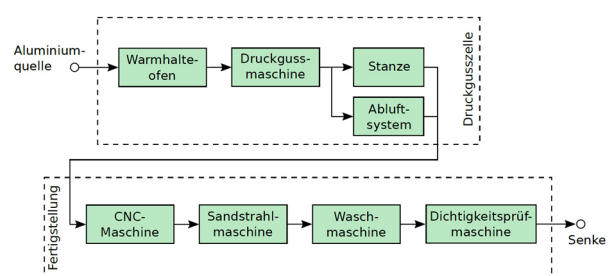 Aluminium-
quelle
Warmhalte-
ofen
Druckguss-
maschine
Stanze
Abluft-
system
Druckgusszelle
Fertigstellung
CNC-
Maschine
Sandstrahl-
maschine
Wasch-
maschine
Dichtigkeitsprüf-
maschine
Senke